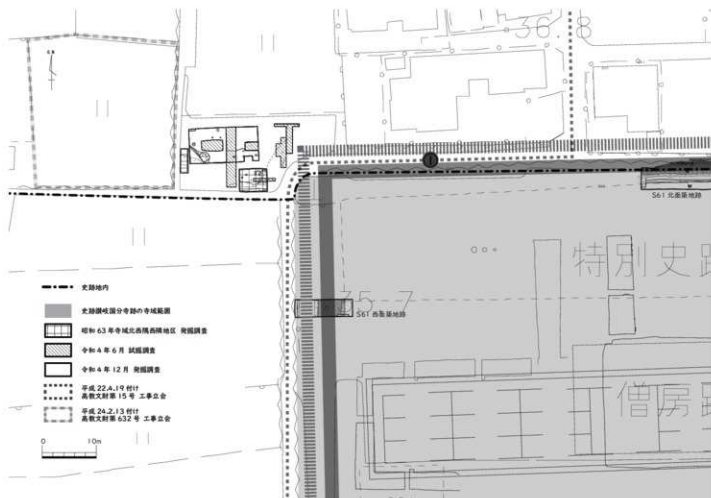 36.8
S61 北面築地跡
特別史跡
35.7
S61 西面築地跡
僧房跡
史跡地内
史跡讃岐国分寺跡の寺域範囲
昭和 63 年寺域北西隅西隣地区 発掘調査
令和 4 年 6 月 試掘調査
令和 4 年 12 月 発掘調査
平成 22.4.19 付け
高教文財第 15 号 工事立会
平成 24.2.13 付け
高教文財第 632 号 工事立会
0 10m